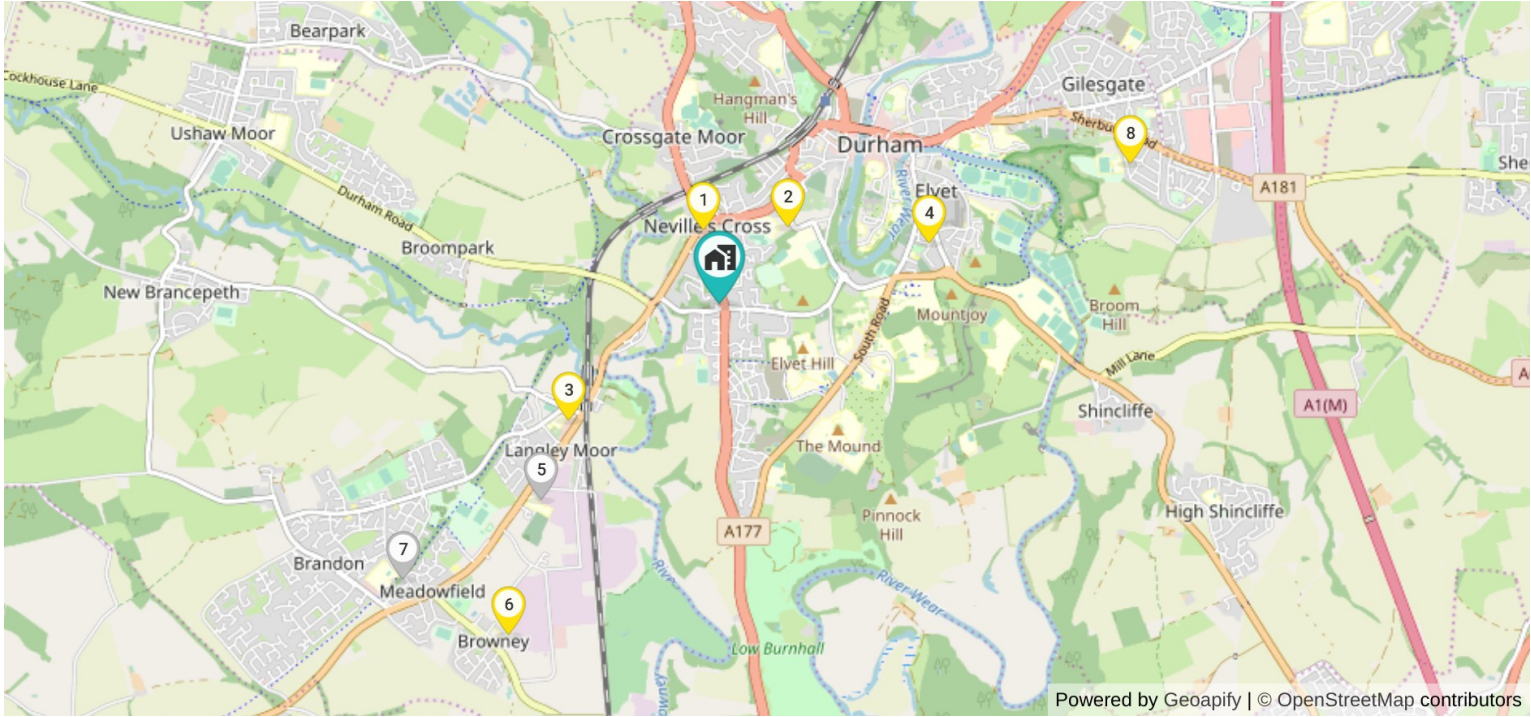 Bearpark
Cockhouse Lane
Gilesgate
Hangman's
Hill
Ushaw Moor
Crossgate Moor
Durham
8
She
Elvet
A181
River Wear
Durham Road
1
2
4
Neville's Cross
Broompark
New Brancepeth
Mountjoy
Broom
Hill
South Road
Elvet Hill
Mill Lane
3
A1(M)
Shincliffe
Langley Moor
The Mound
5
Pinnock
Hill
High Shincliffe
A177
7
Brandon
Meadowfield
River Wear
6
Browney
Low Burnhall
Powered by Geoapify | © OpenStreetMap contributors